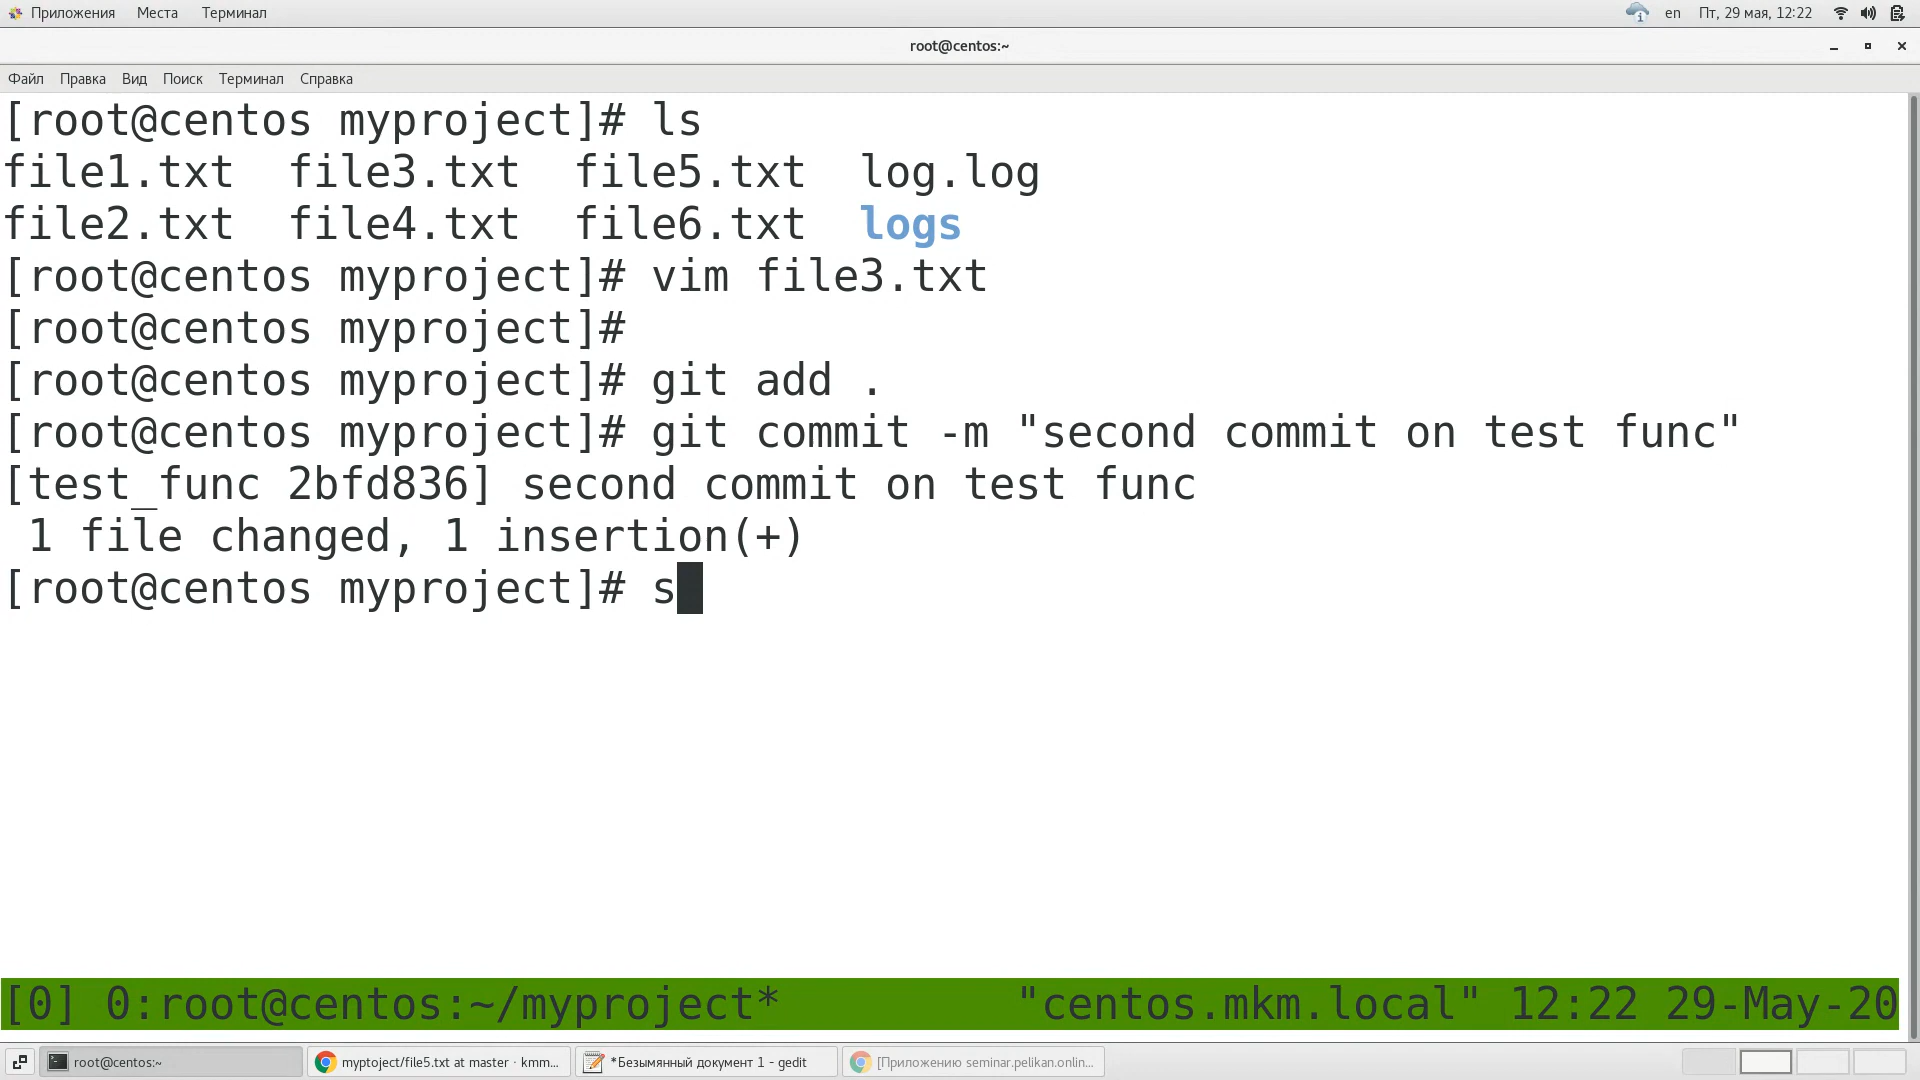 Приложения Места Терминал en Пт, 29 мая, 12:22
root@centos:~
Файл Правка Вид Поиск Терминал Справка
[root@centos myproject]# ls
file1.txt file3.txt file5.txt log.log
file2.txt file4.txt file6.txt logs
[root@centos myproject]# vim file3.txt
[root@centos myproject]#
[root@centos myproject]# git add .
[root@centos myproject]# git commit -m "second commit on test func"
[test_func 2bfd836] second commit on test func
1 file changed, 1 insertion(+)
[root@centos myproject]# s
[0] 0:root@centos:~/myproject* "centos.mkm.local" 12:22 29-May-20
root@centos:~ myptoject/file5.txt at master · kmm... *Безымянный документ 1 - gedit [Приложению seminar.pelikan.onlin...